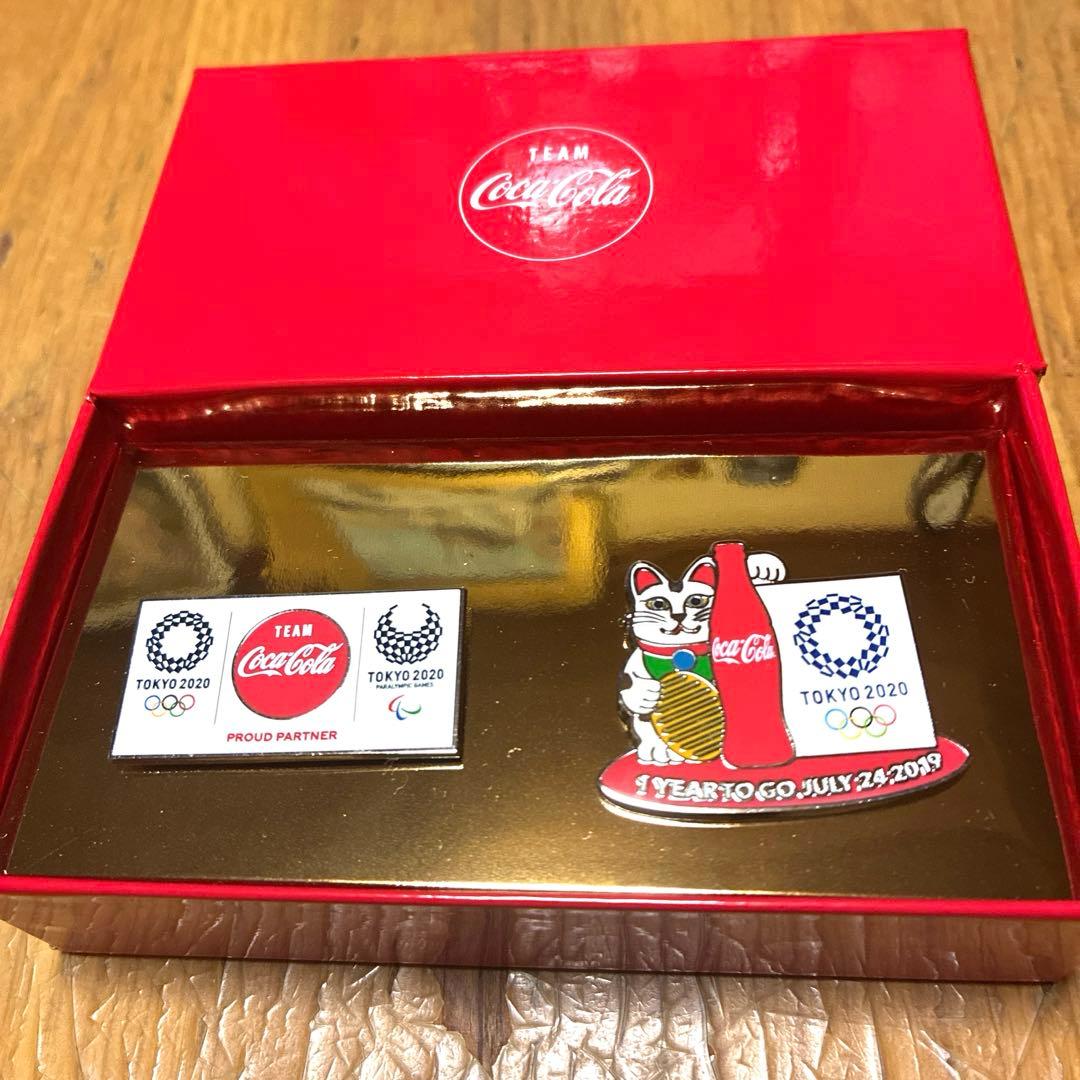 TEAM
Coca-Cola
TOKYO 2020
TEAM
Coca-Cola
PROUD PARTNER
TOKYO 2020
PARALYMPIC GAMES
Coca-Cola
TOKYO 2020
1 YEAR TO GO JULY 24 2019